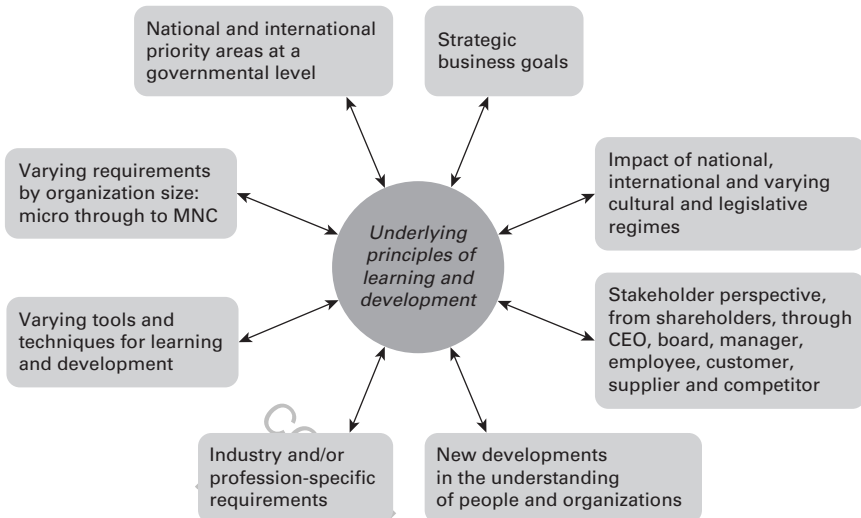 National and international
priority areas at a
governmental level
Strategic
business goals
Varying requirements
by organization size:
micro through to MNC
Impact of national,
international and varying
cultural and legislative
regimes
Underlying
principles of
learning and
development
Varying tools and
techniques for learning
and development
Stakeholder perspective,
from shareholders, through
CEO, board, manager,
employee, customer,
supplier and competitor
Industry and/or
profession-specific
requirements
New developments
in the understanding
of people and organizations